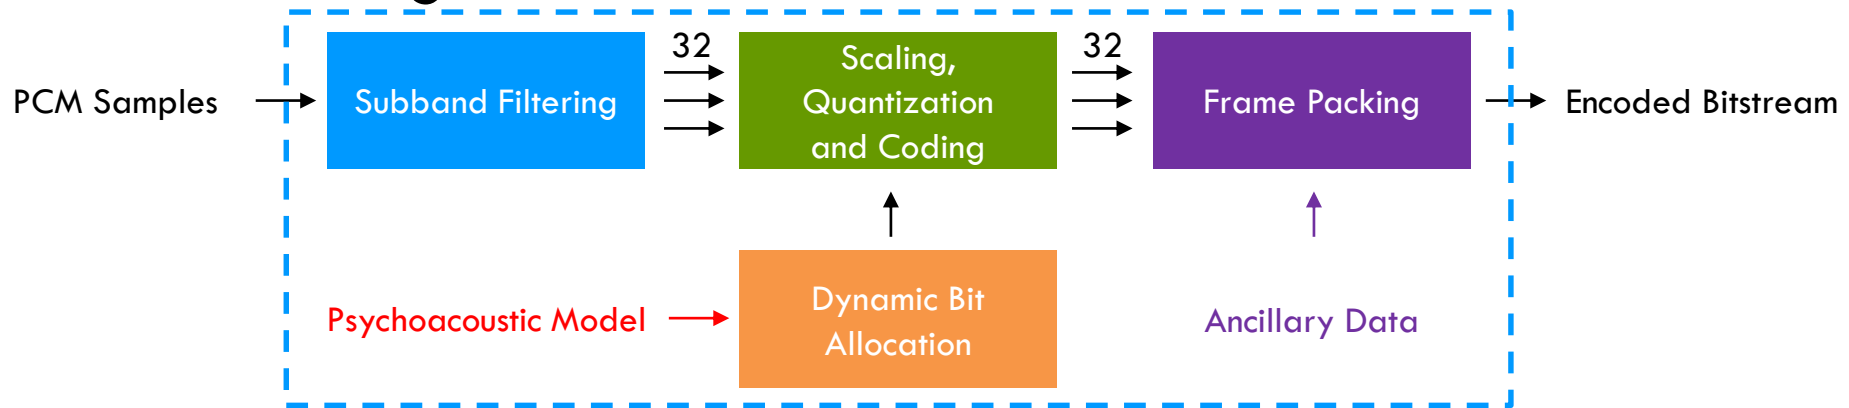 PCM Samples
Subband Filtering
32
Scaling,
Quantization
and Coding
32
Frame Packing
Encoded Bitstream
Psychoacoustic Model
Dynamic Bit
Allocation
Ancillary Data